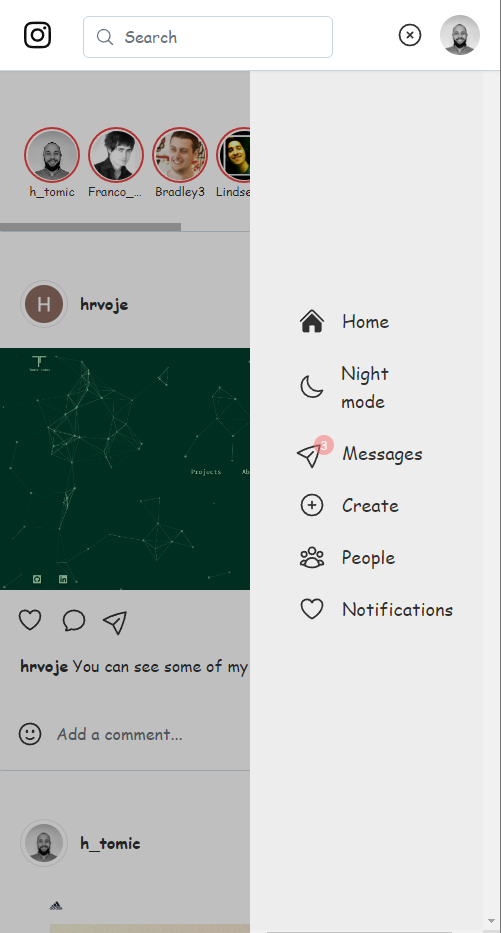 Search
h_tomic
Franco_...
Bradley3
Lindse
H
hrvoje
Projects
Ab
Home
Night
mode
3
Messages
Create
People
Notifications
hrvoje You can see some of my
Add a comment...
h_tomic